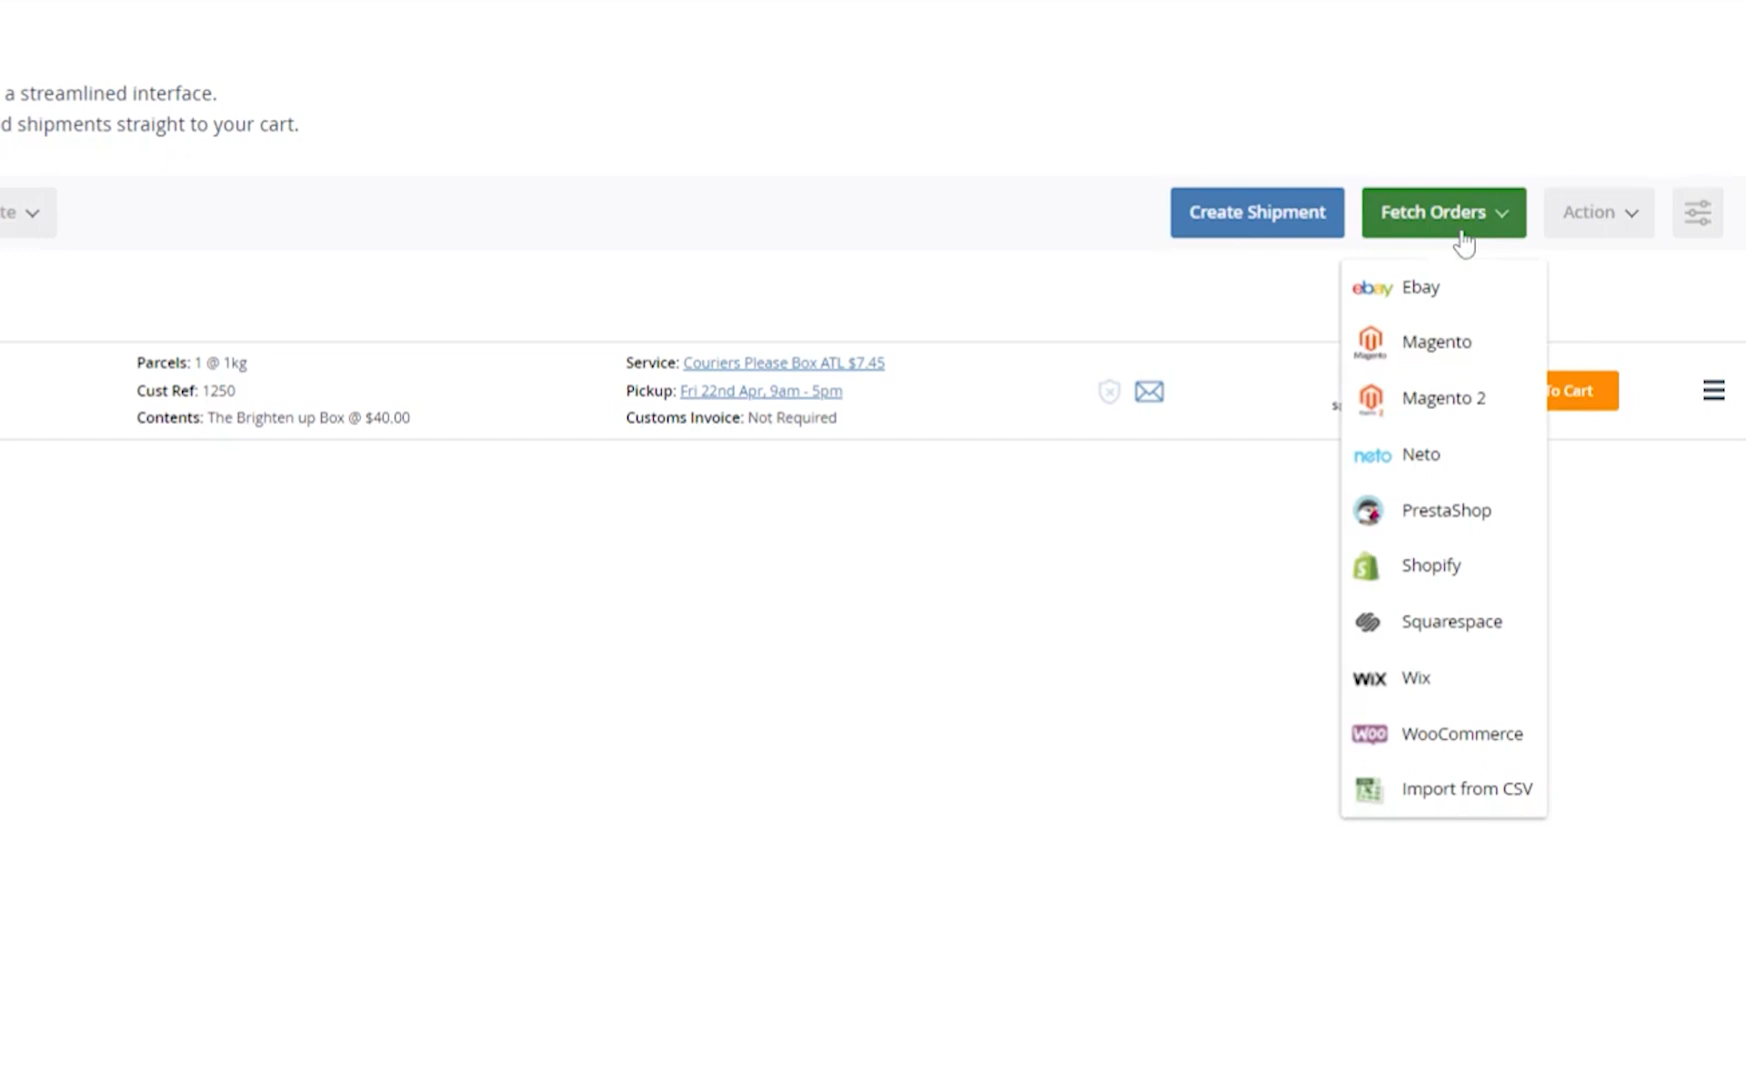 a streamlined interface.
d shipments straight to your cart.
te
Create Shipment
Fetch Orders
Action
Parcels: 1 @ 1kg
Cust Ref: 1250
Contents: The Brighten up Box @ $40.00
Service: Couriers Please Box ATL $7.45
Pickup: Fri 22nd Apr, 9am - 5pm
Customs Invoice: Not Required
To Cart
ebay Ebay
Magento Magento
Magento 2
neto Neto
PrestaShop
Shopify
Squarespace
WiX Wix
WOO WooCommerce
Import from CSV